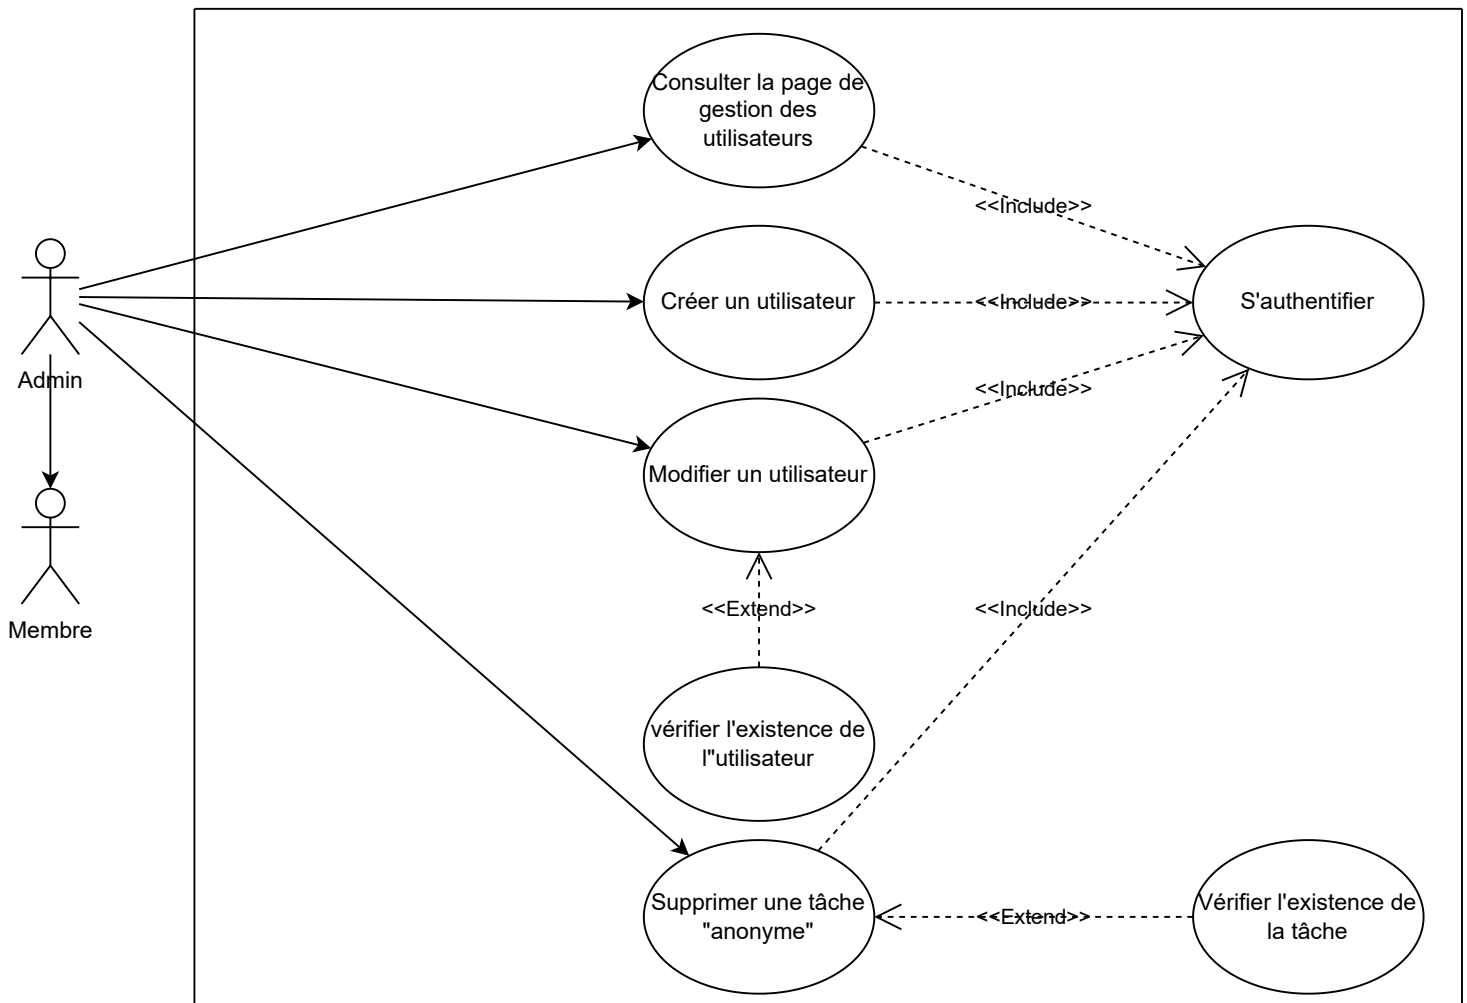 Consulter la page de
gestion des
utilisateurs
<<Include>>
Créer un utilisateur
<<Include>>
S'authentifier
Admin
<<Include>>
Modifier un utilisateur
<<Extend>>
<<Include>>
Membre
vérifier l'existence de
l"utilisateur
Supprimer une tâche
"anonyme"
<<Extend>>
Vérifier l'existence de
la tâche